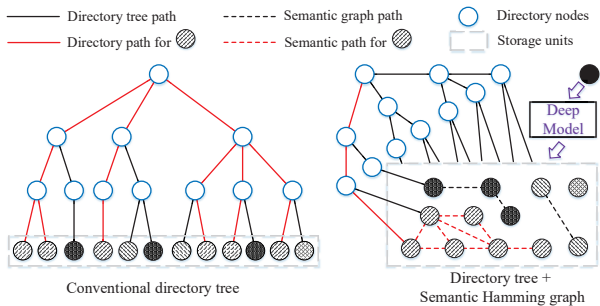 Directory tree path
Semantic graph path
Directory nodes
Directory path for
Semantic path for
Storage units
Deep
Model
Conventional directory tree
Directory tree +
Semantic Hamming graph